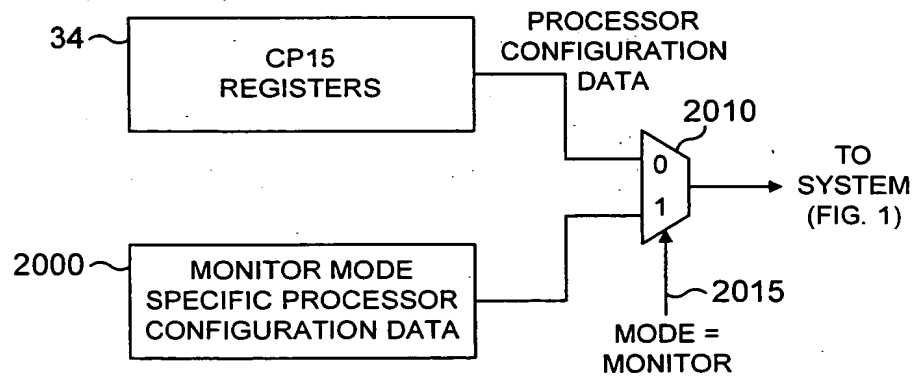 34
CP15
REGISTERS
PROCESSOR
CONFIGURATION
DATA
2010
0
1
TO
SYSTEM
(FIG. 1)
2000
MONITOR MODE
SPECIFIC PROCESSOR
CONFIGURATION DATA
2015
MODE =
MONITOR